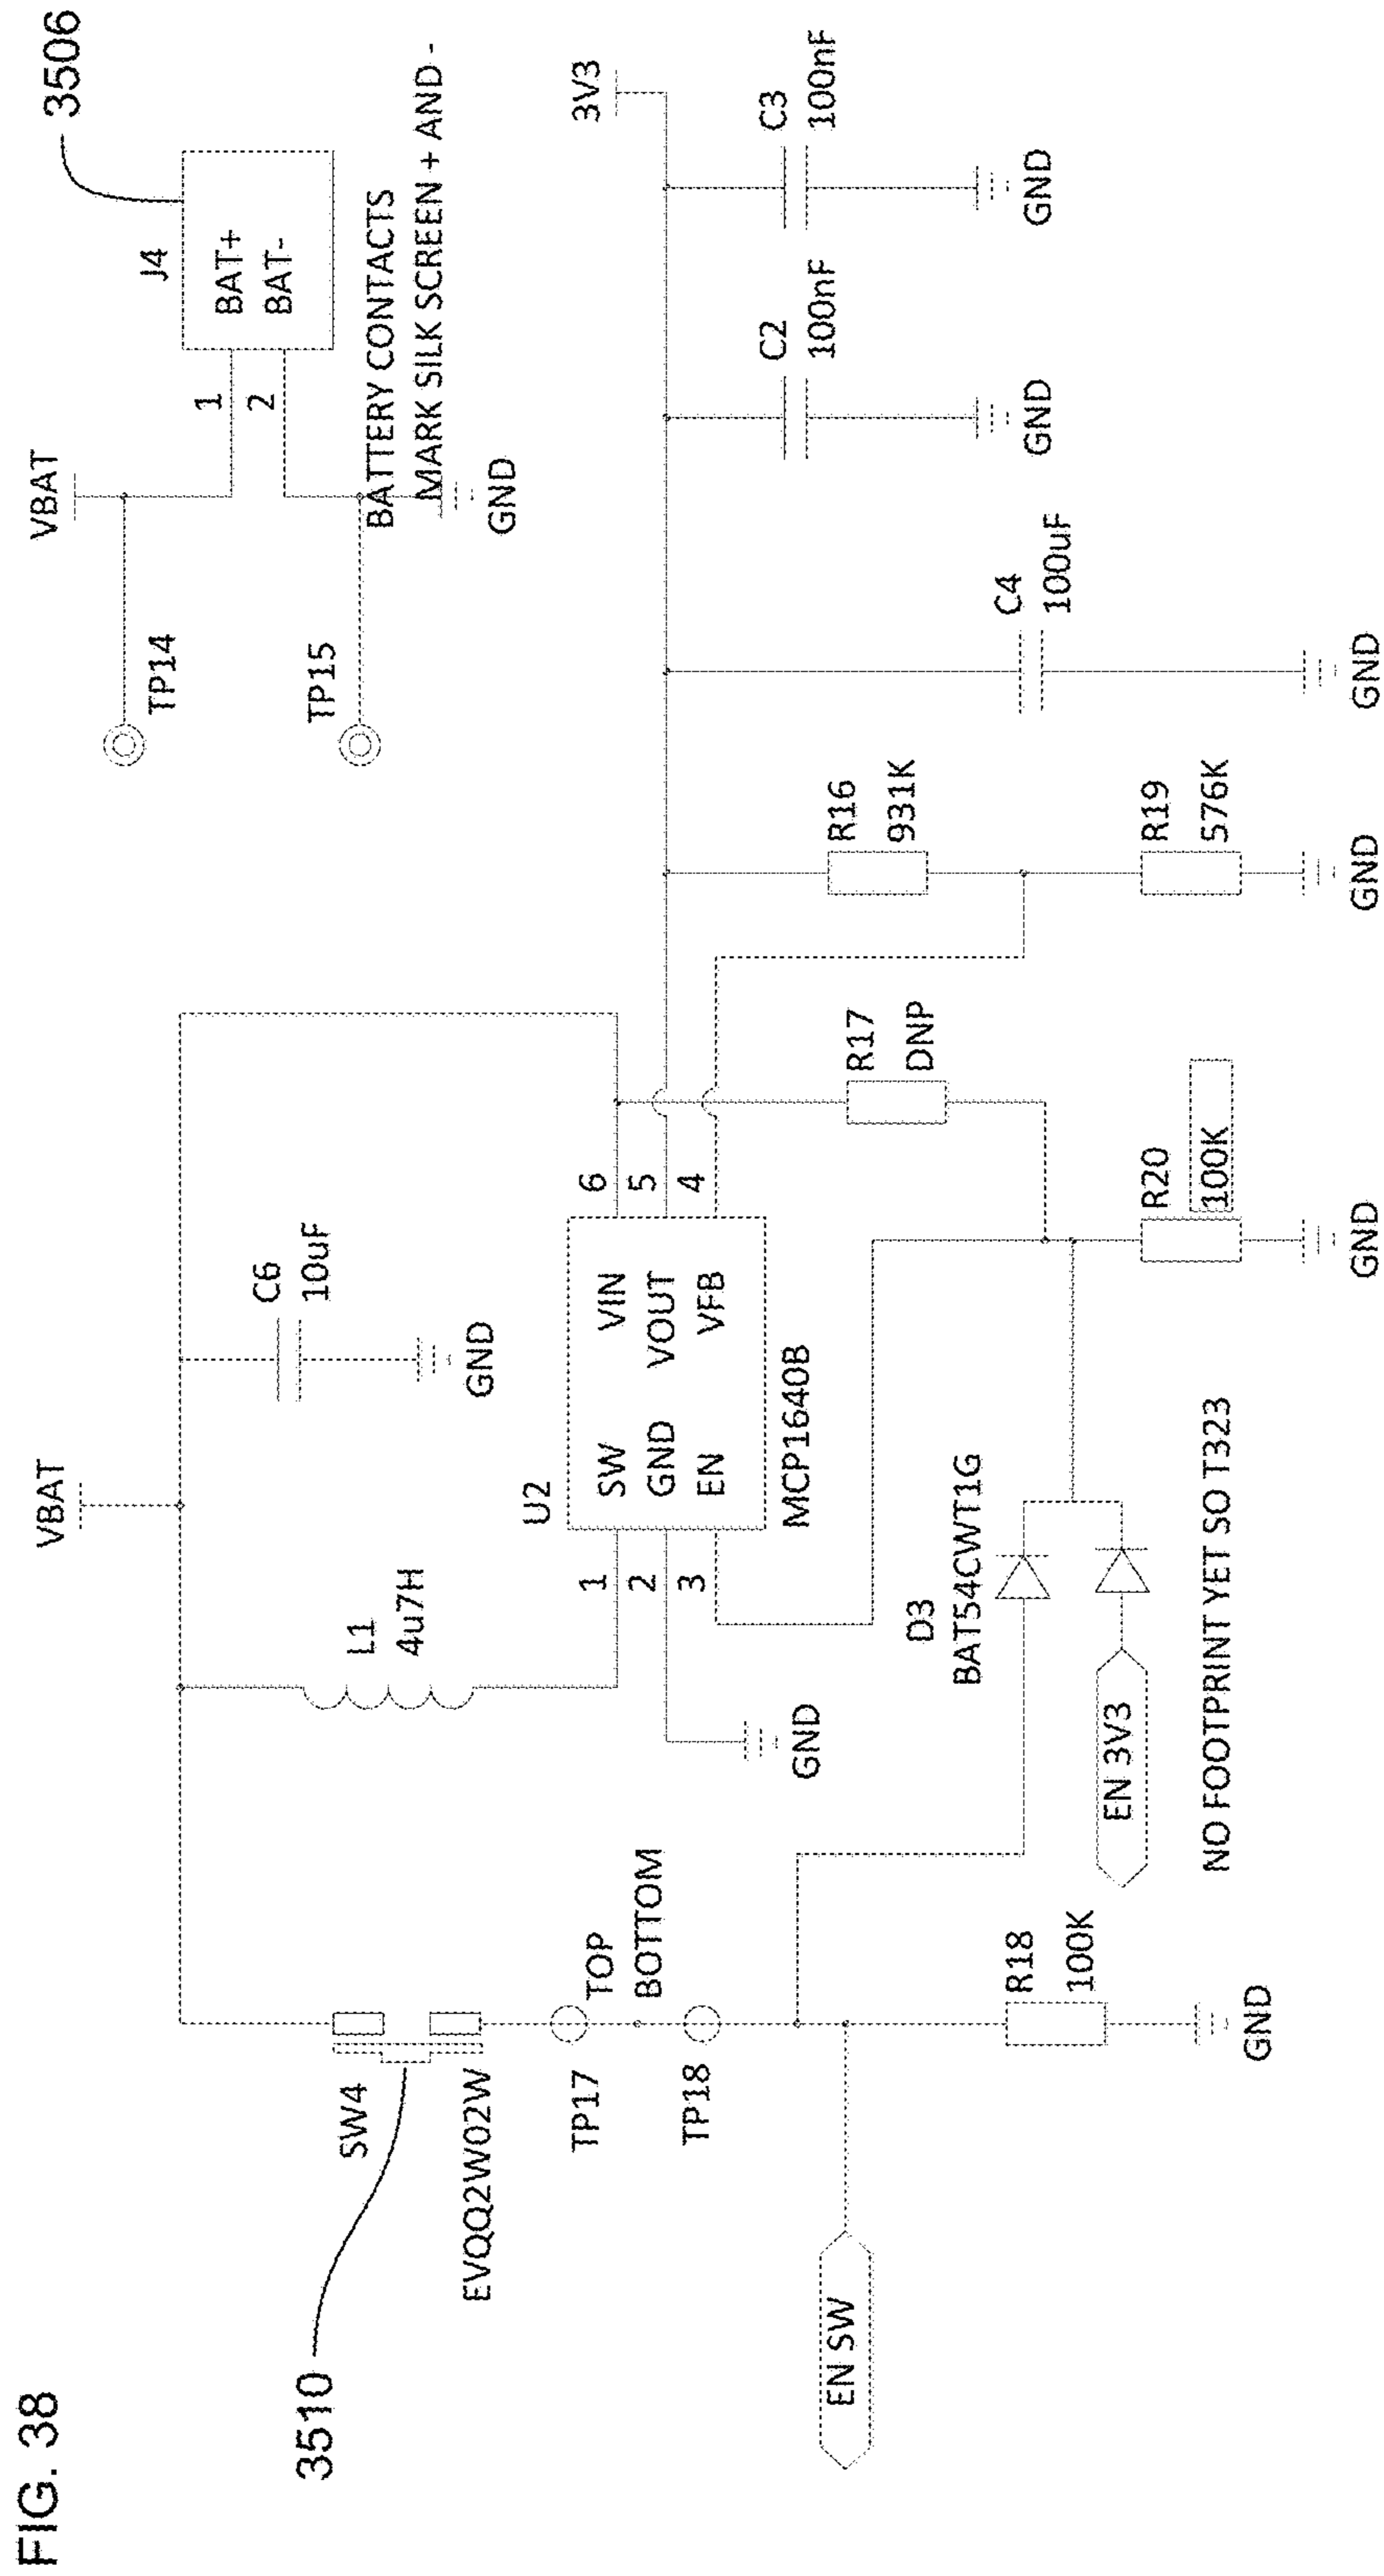 FIG. 38
3510
SW4
EVQQ2W02W
TP17
TOP
BOTTOM
TP18
EN SW
R18
100K
GND
VBAT
L1
4u7H
C6
10uF
GND
U2
1
2
3
SW
GND
EN
VIN
VOUT
VFB
6
5
4
MCP1640B
GND
D3
BAT54CWT1G
EN 3V3
NO FOOTPRINT YET SO T323
R17
DNP
R20
100K
GND
R16
931K
R19
576K
GND
C4
100uF
GND
C2
100nF
GND
C3
100nF
GND
3V3
VBAT
TP14
TP15
1
2
J4
BAT+
BAT-
3506
BATTERY CONTACTS
MARK SILK SCREEN + AND -
GND